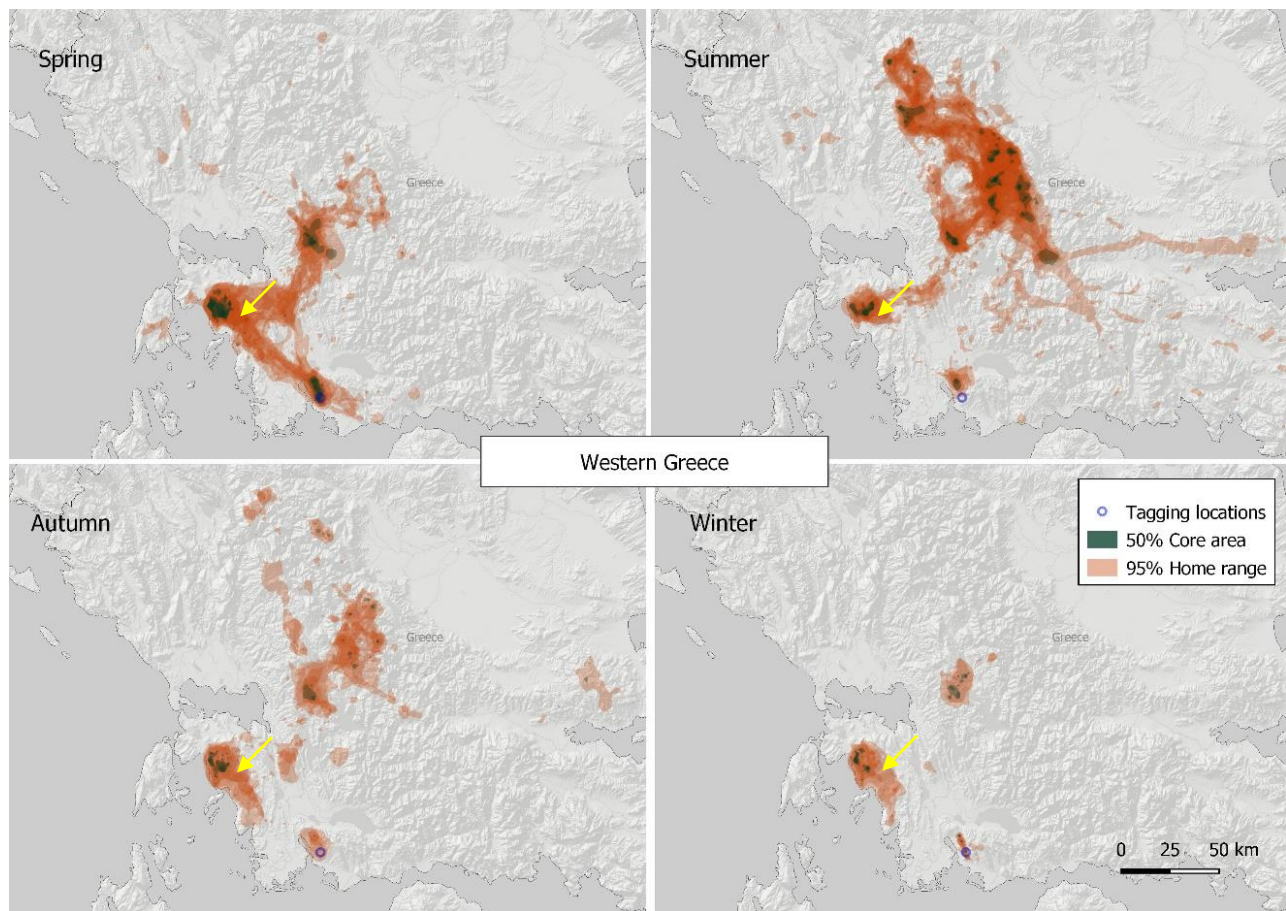 Spring
Greece
Summer
Greece
Western Greece
Autumn
Greece
Winter
Greece
Tagging locations
50% Core area
95% Home range
0 25 50 km